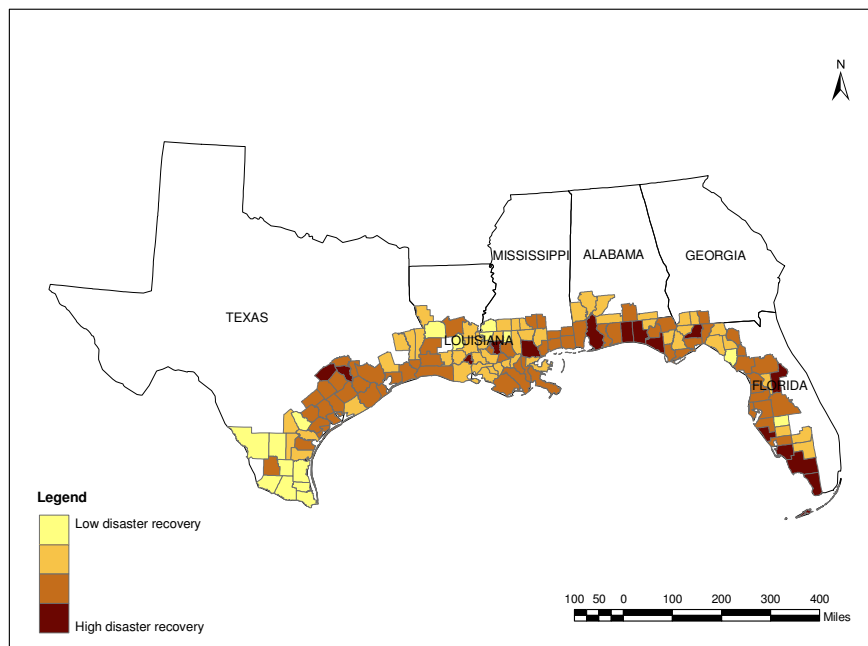 N
MISSISSIPPI
ALABAMA
GEORGIA
TEXAS
LOUISIANA
FLORIDA
Legend
Low disaster recovery
High disaster recovery
100 50 0 100 200 300 400
Miles